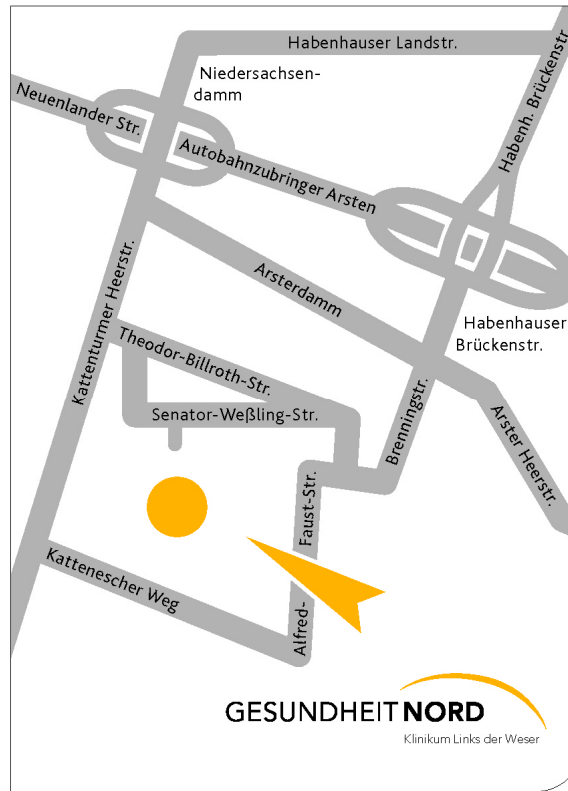 Habenhauser Landstr.
Niedersachsen-
damm
Habenh. Brückenstr.
Neuenlander Str.
Autobahnzubringer Arsten
Arsterdamm
Kattenturmer Heerstr.
Habenhauser
Brückenstr.
Theodor-Billroth-Str.
Senator-Weßling-Str.
Brenningstr.
Arster Heerstr.
Alfred-
Faust-Str.
Kattenescher Weg
GESUNDHEIT NORD
Klinikum Links der Weser